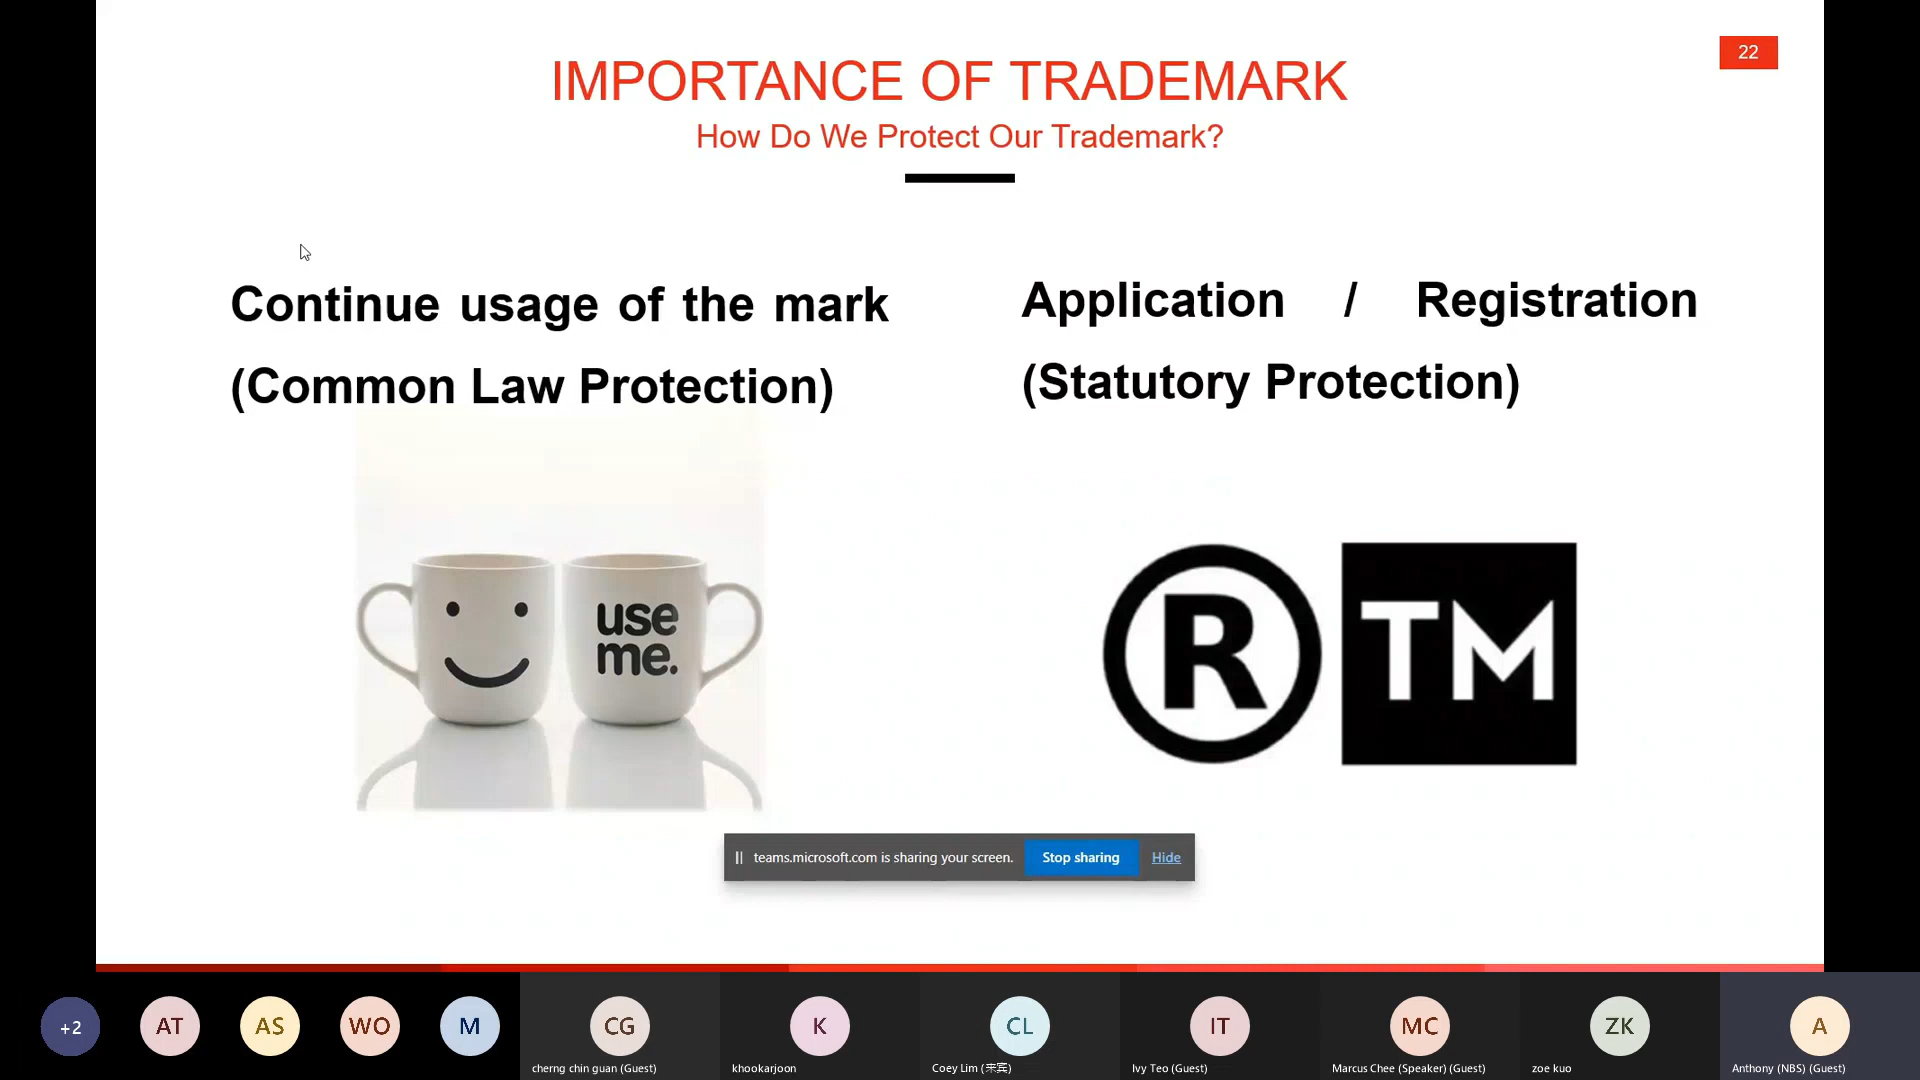 22
IMPORTANCE OF TRADEMARK
How Do We Protect Our Trademark?
Continue usage of the mark
(Common Law Protection)
Application / Registration
(Statutory Protection)
use
me.
R TM
teams.microsoft.com is sharing your screen. Stop sharing Hide
+2 AT AS WO M CG K CL IT MC ZK A
cherng chin guan (Guest) khookarjoon Coey Lim (来宾) Ivy Teo (Guest) Marcus Chee (Speaker) (Guest) zoe kuo Anthony (NBS) (Guest)